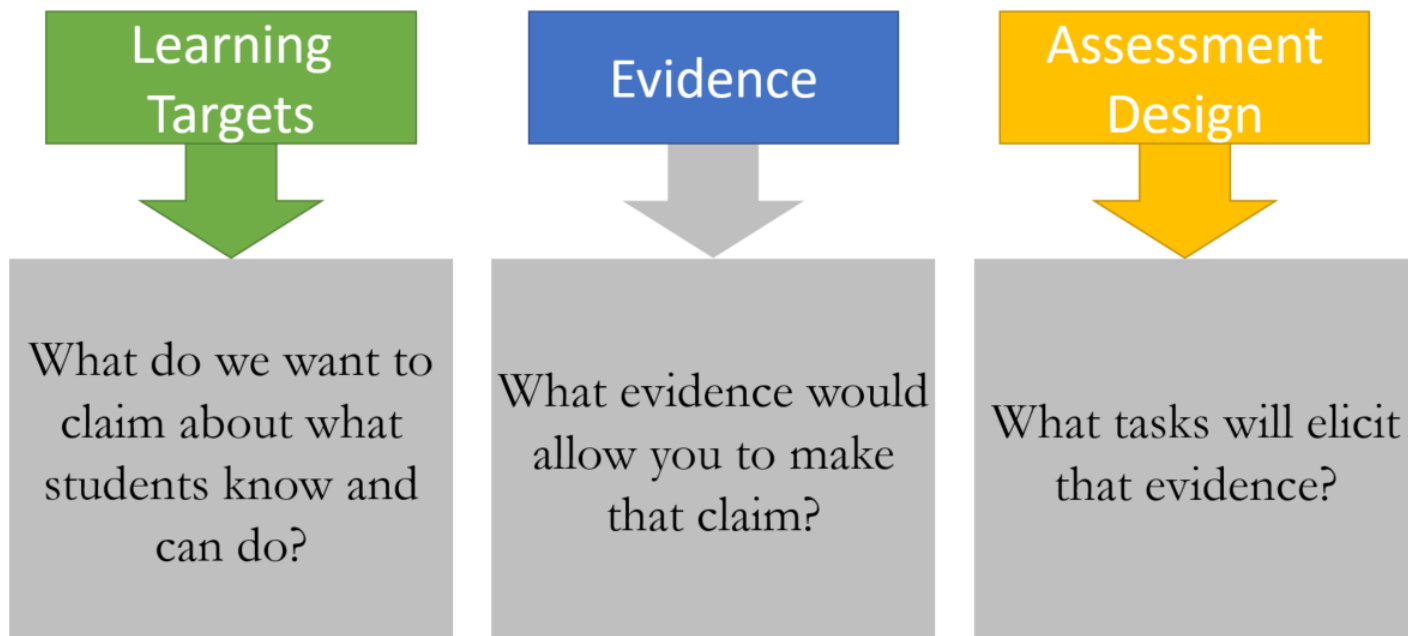 Learning
Targets
What do we want to
claim about what
students know and
can do?
Evidence
What evidence would
allow you to make
that claim?
Assessment
Design
What tasks will elicit
that evidence?